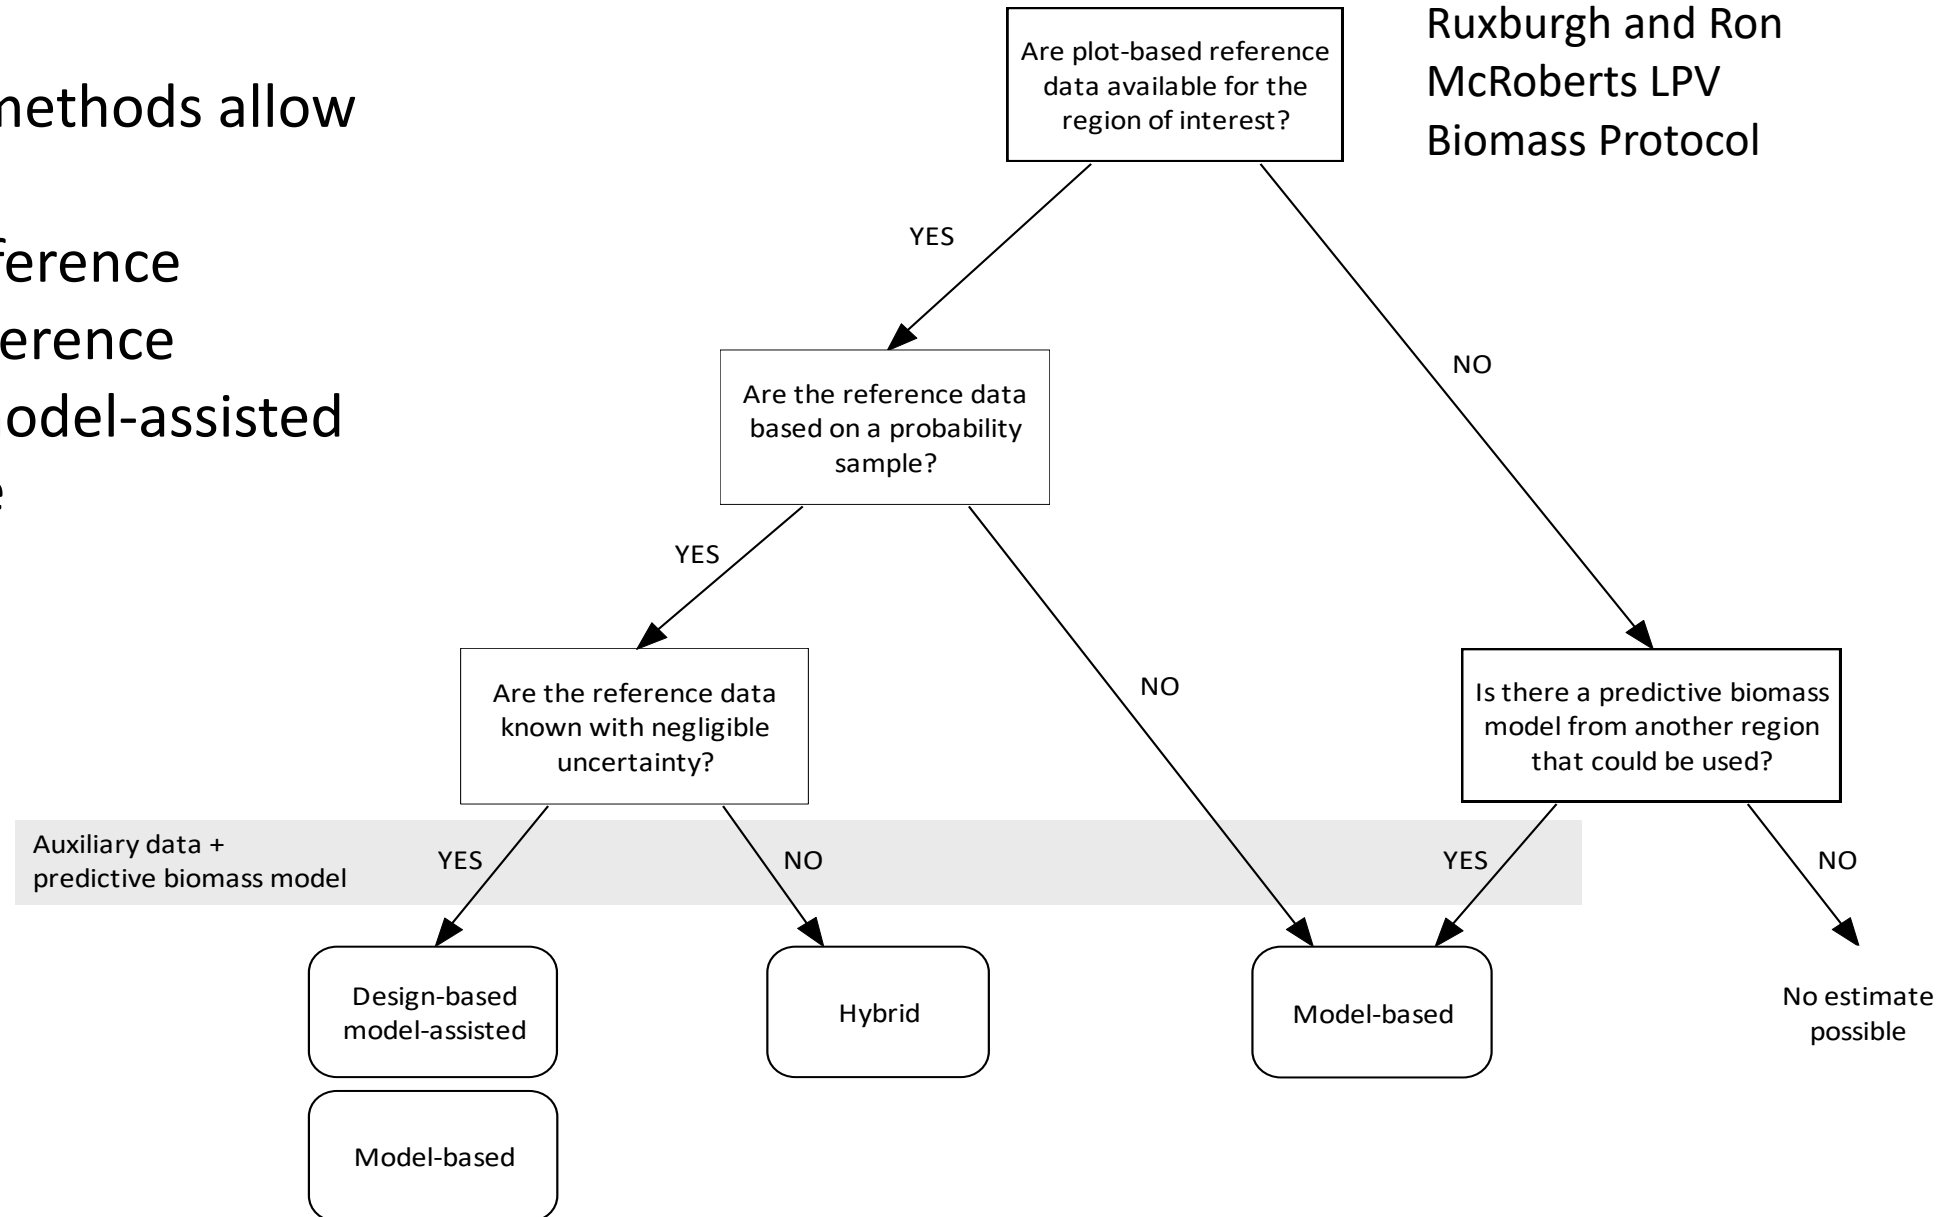 methods allow
ference
erence
model-assisted
e
Ruxburgh and Ron
McRoberts LPV
Biomass Protocol
Are plot-based reference
data available for the
region of interest?
YES
NO
Are the reference data
based on a probability
sample?
YES
NO
Are the reference data
known with negligible
uncertainty?
Is there a predictive biomass
model from another region
that could be used?
Auxiliary data +
predictive biomass model
YES
NO
YES
NO
Design-based
model-assisted
Hybrid
Model-based
No estimate
possible
Model-based